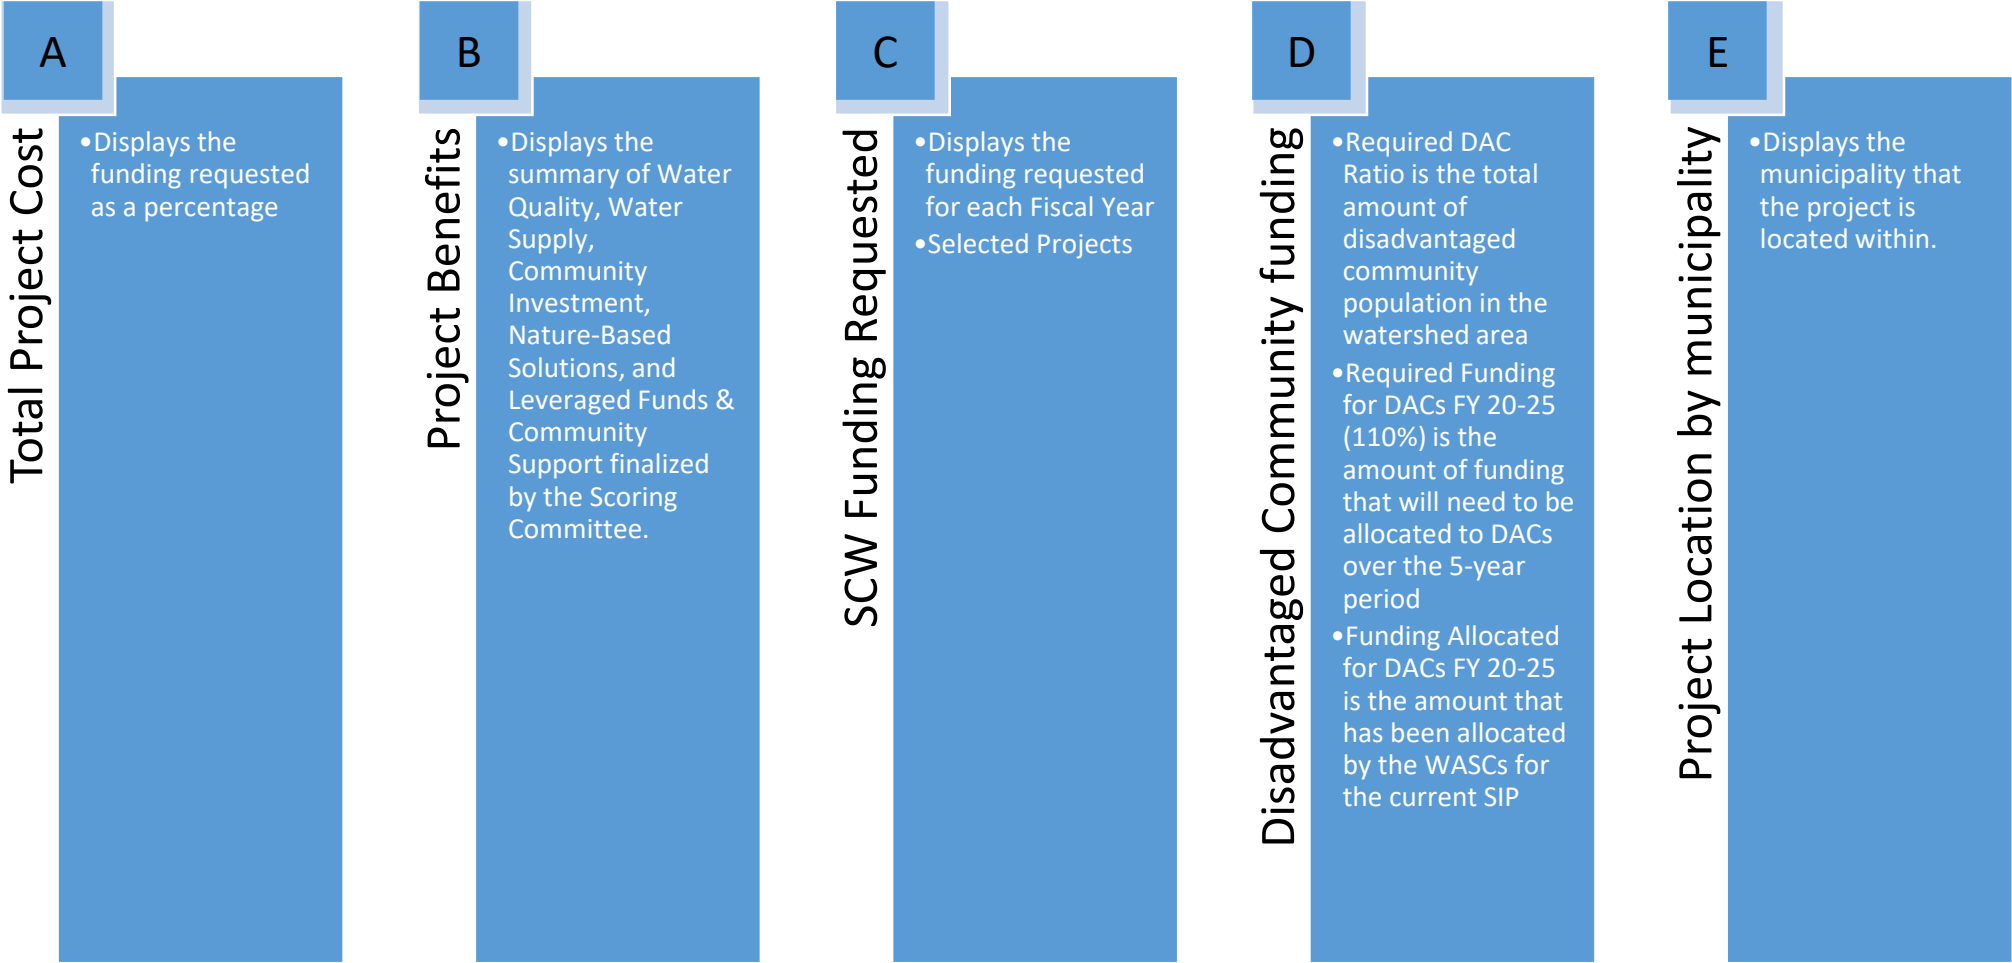 A
Total Project Cost
•Displays the
funding requested
as a percentage
B
Project Benefits
•Displays the
summary of Water
Quality, Water
Supply,
Community
Investment,
Nature-Based
Solutions, and
Leveraged Funds &
Community
Support finalized
by the Scoring
Committee.
C
SCW Funding Requested
•Displays the
funding requested
for each Fiscal Year
•Selected Projects
D
Disadvantaged Community funding
•Required DAC
Ratio is the total
amount of
disadvantaged
community
population in the
watershed area
•Required Funding
for DACs FY 20-25
(110%) is the
amount of funding
that will need to be
allocated to DACs
over the 5-year
period
•Funding Allocated
for DACs FY 20-25
is the amount that
has been allocated
by the WASCs for
the current SIP
E
Project Location by municipality
•Displays the
municipality that
the project is
located within.